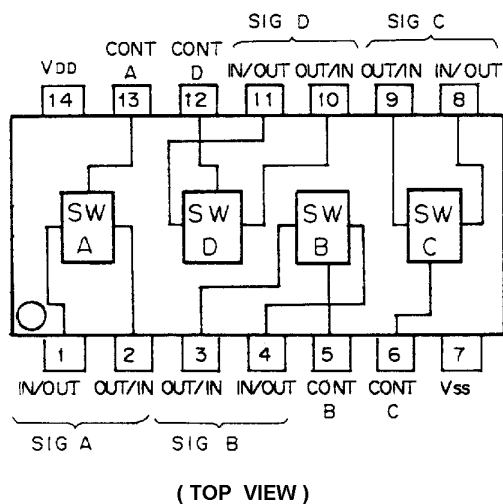 SIG D SIG C
CONT A CONT D
VDD IN/OUT OUT/IN OUT/IN IN/OUT
14 13 12 11 10 9 8
SW A SW D SW B SW C
1 2 3 4 5 6 7
IN/OUT OUT/IN OUT/IN IN/OUT CONT B CONT C Vss
SIG A SIG B
( TOP VIEW )